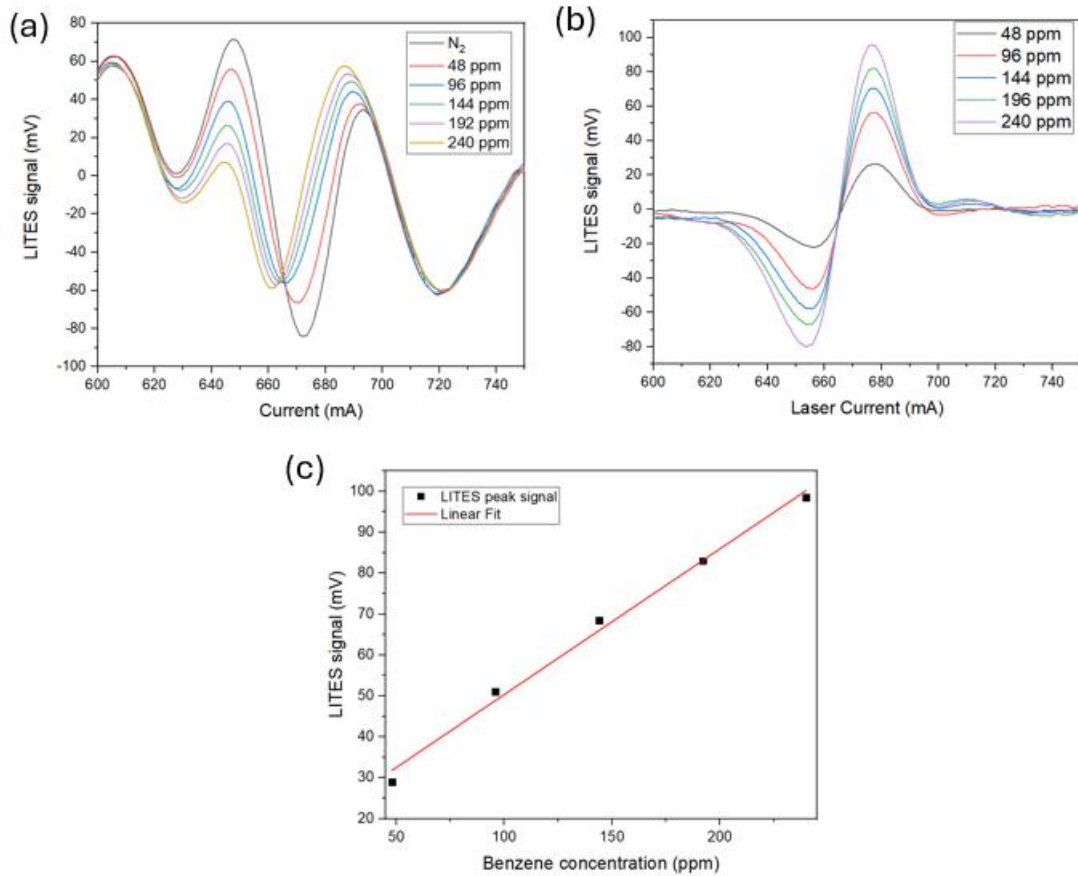 (a)
80
60
40
20
0
-20
-40
-60
-80
-100
LITES signal (mV)
N₂
48 ppm
96 ppm
144 ppm
192 ppm
240 ppm
600 620 640 660 680 700 720 740
Current (mA)
(b)
100
80
60
40
20
0
-20
-40
-60
-80
LITES signal (mV)
48 ppm
96 ppm
144 ppm
196 ppm
240 ppm
600 620 640 660 680 700 720 740
Laser Current (mA)
(c)
100
90
80
70
60
50
40
30
20
LITES signal (mV)
LITES peak signal
Linear Fit
50 100 150 200
Benzene concentration (ppm)